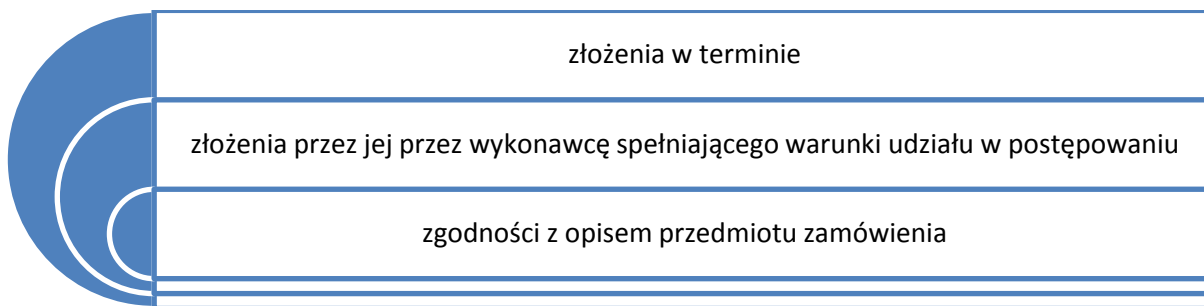 złożenia w terminie
złożenia przez jej przez wykonawcę spełniającego warunki udziału w postępowaniu
zgodności z opisem przedmiotu zamówienia